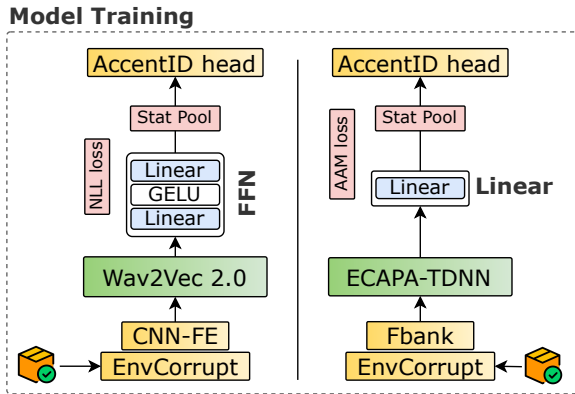 Model Training
AccentID head
Stat Pool
NLL loss
Linear
GELU
Linear
FFN
Wav2Vec 2.0
CNN-FE
EnvCorrupt
AccentID head
Stat Pool
AAM loss
Linear
Linear
ECAPA-TDNN
Fbank
EnvCorrupt